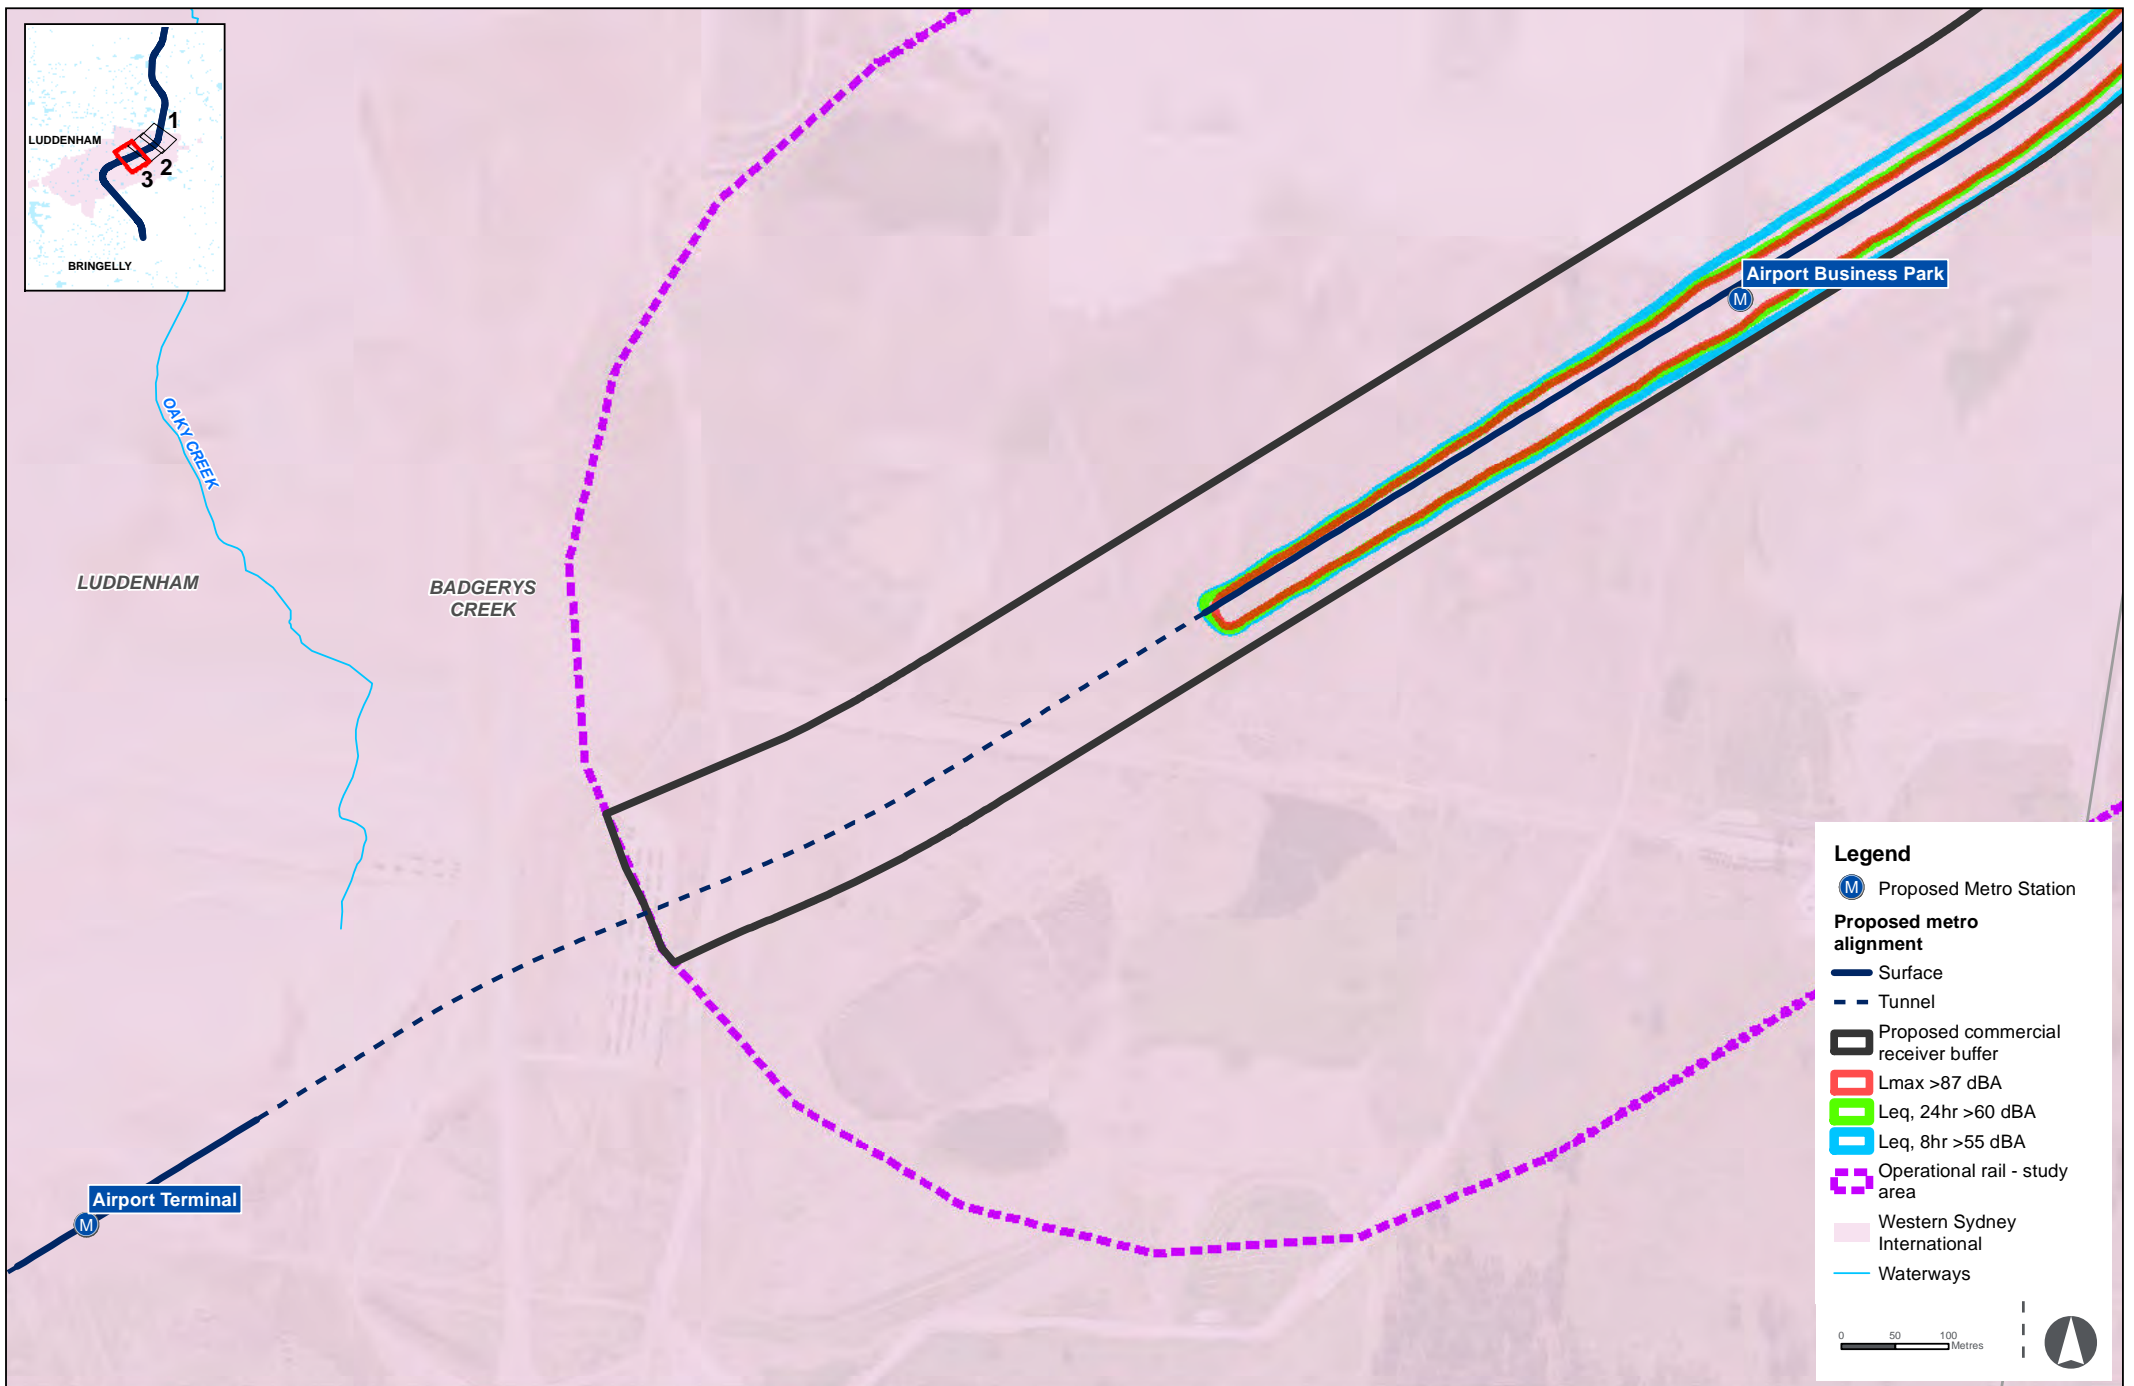 LUDDENHAM
1
2
3
BRINGELLY
OAKY CREEK
LUDDENHAM
BADGERYS
CREEK
Airport Business Park
M
Airport Terminal
M
Legend
M Proposed Metro Station
Proposed metro
alignment
Surface
Tunnel
Proposed commercial
receiver buffer
Lmax >87 dBA
Leq, 24hr >60 dBA
Leq, 8hr >55 dBA
Operational rail - study
area
Western Sydney
International
Waterways
0 50 100
Metres